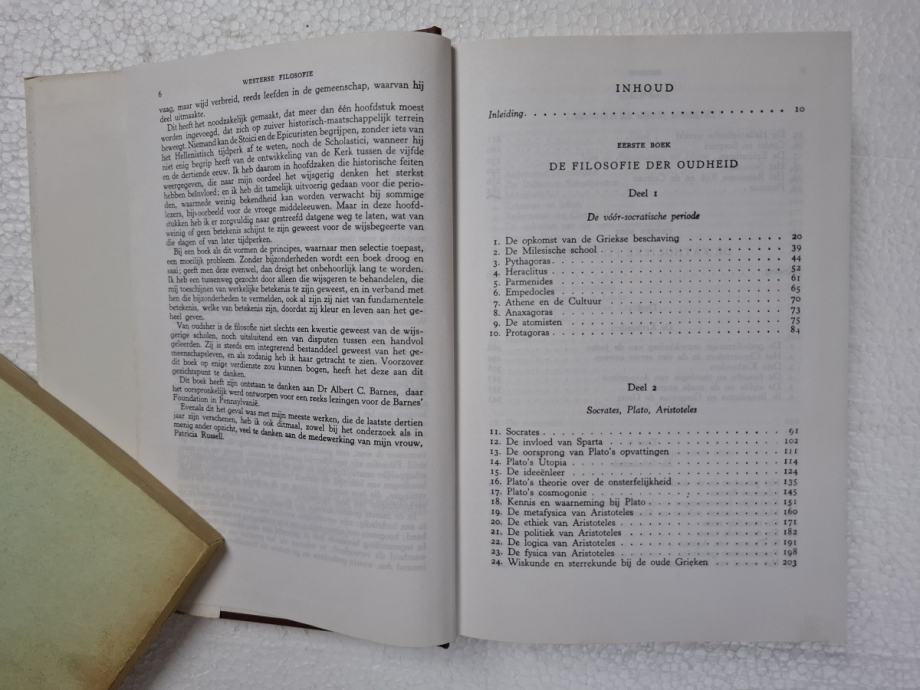 6
WESTERSE FILOSOFIE
vaag, maar wijd verbreid, reeds leefden in de gemeenschap, waarvan hij
deel uitmaakte.
Dit heeft het noodzakelijk gemaakt, dat meer dan één hoofdstuk moest
worden ingevoegd, dat zich op zuiver historisch-maatschappelijk terrein
beweegt. Niemand kan de Stoïci en de Epicuristen begrijpen, zonder iets van
het Hellenistisch tijdperk af te weten, noch de Scholastici, wanneer hij
niet enig begrip heeft van de ontwikkeling van de Kerk tussen de vijfde
en de dertiende eeuw. Ik heb daarom in hoofdzaken die historische feiten
weergegeven, die naar mijn oordeel het wijsgerig denken het sterkst
hebben beïnvloed; en ik heb dit tamelijk uitvoerig gedaan voor die perio-
den, waarmede weinig bekendheid kan worden verwacht bij sommige
lezers, bijvoorbeeld voor de vroege middeleeuwen. Maar in deze hoofd-
stukken heb ik er zorgvuldig naar gestreefd datgene weg te laten, wat van
weinig of geen betekenis schijnt te zijn geweest voor de wijsbegeerte van
die dagen of van later tijdperken.
Bij een boek als dit vormen de principes, waarnaar men selectie toepast,
een moeilijk probleem. Zonder bijzonderheden wordt een boek droog en
saai; geeft men deze evenwel, dan dreigt het onbehoorlijk lang te worden.
Ik heb een tussenweg gezocht door alleen die wijsgeren te behandelen, die
mij toeschijnen van werkelijke betekenis te zijn geweest, en in verband met
hen die bijzonderheden te vermelden, ook al zijn zij niet van fundamentele
betekenis, welke van betekenis zijn, doordat zij kleur en leven aan het ge-
heel geven.
Van oudsher is de filosofie niet slechts een kwestie geweest van de wijs-
gerige scholen, noch uitsluitend een van disputen tussen een handvol
geleerden. Zij is steeds een integrerend bestanddeel geweest van het ge-
meenschapsleven, en als zodanig heb ik haar getracht te zien. Voorzover
dit boek op enige verdienste zou kunnen bogen, heeft het deze aan dit
gezichtspunt te danken.
Dit boek heeft zijn ontstaan te danken aan Dr Albert C. Barnes, daar
het oorspronkelijk werd ontworpen voor een reeks lezingen voor de Barnes'
Foundation in Pennsylvanië.
Evenals dit het geval was met mijn meeste werken, die de laatste dertien
jaar zijn verschenen, heb ik ook ditmaal, zowel bij het onderzoek als in
menig ander opzicht, veel te danken aan de medewerking van mijn vrouw,
Patricia Russell.
INHOUD
Inleiding. 10
EERSTE BOEK
DE FILOSOFIE DER OUDHEID
Deel 1
De vóór-socratische periode
1. De opkomst van de Griekse beschaving 20
2. De Milesische school 39
3. Pythagoras 44
4. Heraclitus 52
5. Parmenides 61
6. Empedocles 65
7. Athene en de Cultuur 70
8. Anaxagoras 73
9. De atomisten 75
10. Protagoras 84
Deel 2
Socrates, Plato, Aristoteles
11. Socrates 91
12. De invloed van Sparta 102
13. De oorsprong van Plato's opvattingen 111
14. Plato's Utopia 114
15. De ideeënleer 124
16. Plato's theorie over de onsterfelijkheid 135
17. Plato's cosmogonie 145
18. Kennis en waarneming bij Plato 151
19. De metafysica van Aristoteles 160
20. De ethiek van Aristoteles 171
21. De politiek van Aristoteles 182
22. De logica van Aristoteles 191
23. De fysica van Aristoteles 198
24. Wiskunde en sterrekunde bij de oude Grieken 203